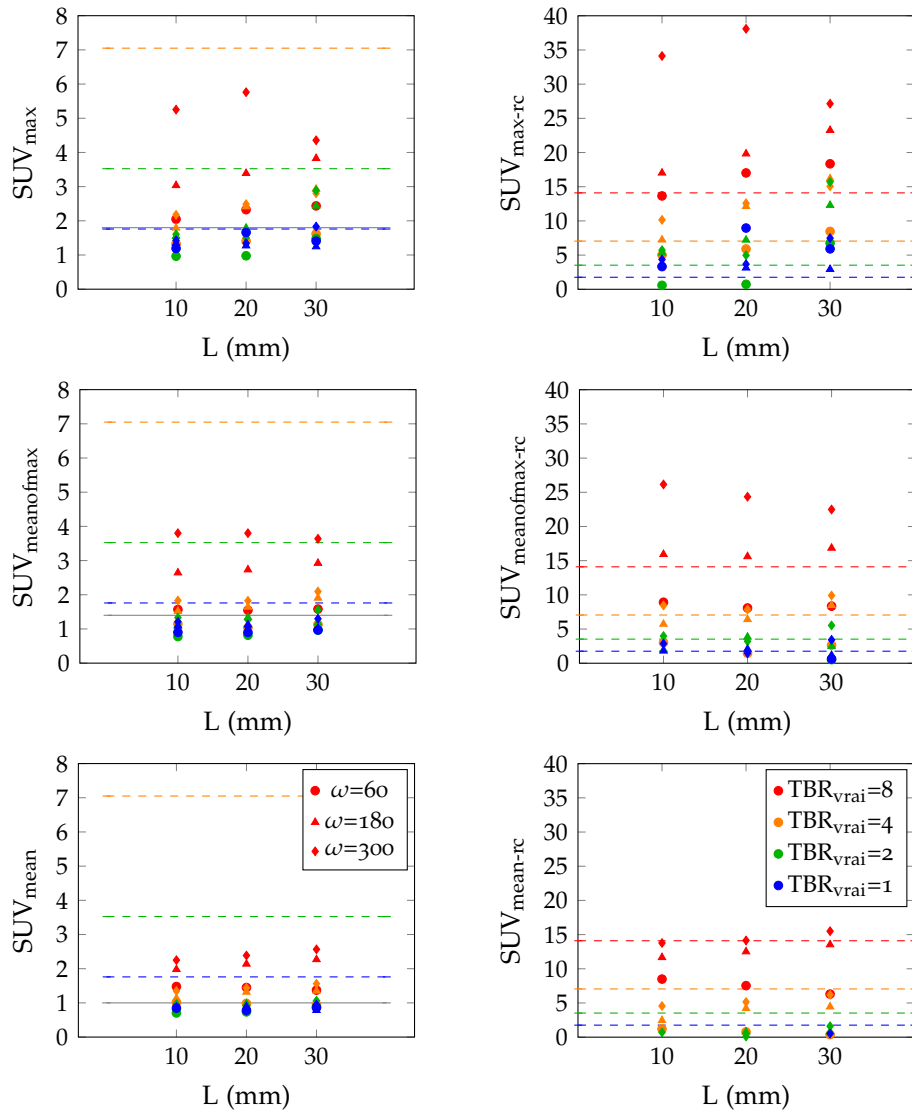 8
7
6
5
4
3
2
1
0
SUVmax
10 20 30
L (mm)
40
35
30
25
20
15
10
5
0
SUVmax-rc
10 20 30
L (mm)
8
7
6
5
4
3
2
1
0
SUVmeanofmax
10 20 30
L (mm)
40
35
30
25
20
15
10
5
0
SUVmeanofmax-rc
10 20 30
L (mm)
8
7
6
5
4
3
2
1
0
SUVmean
ω=60
ω=180
ω=300
10 20 30
L (mm)
40
35
30
25
20
15
10
5
0
SUVmean-rc
TBRvrai=8
TBRvrai=4
TBRvrai=2
TBRvrai=1
10 20 30
L (mm)